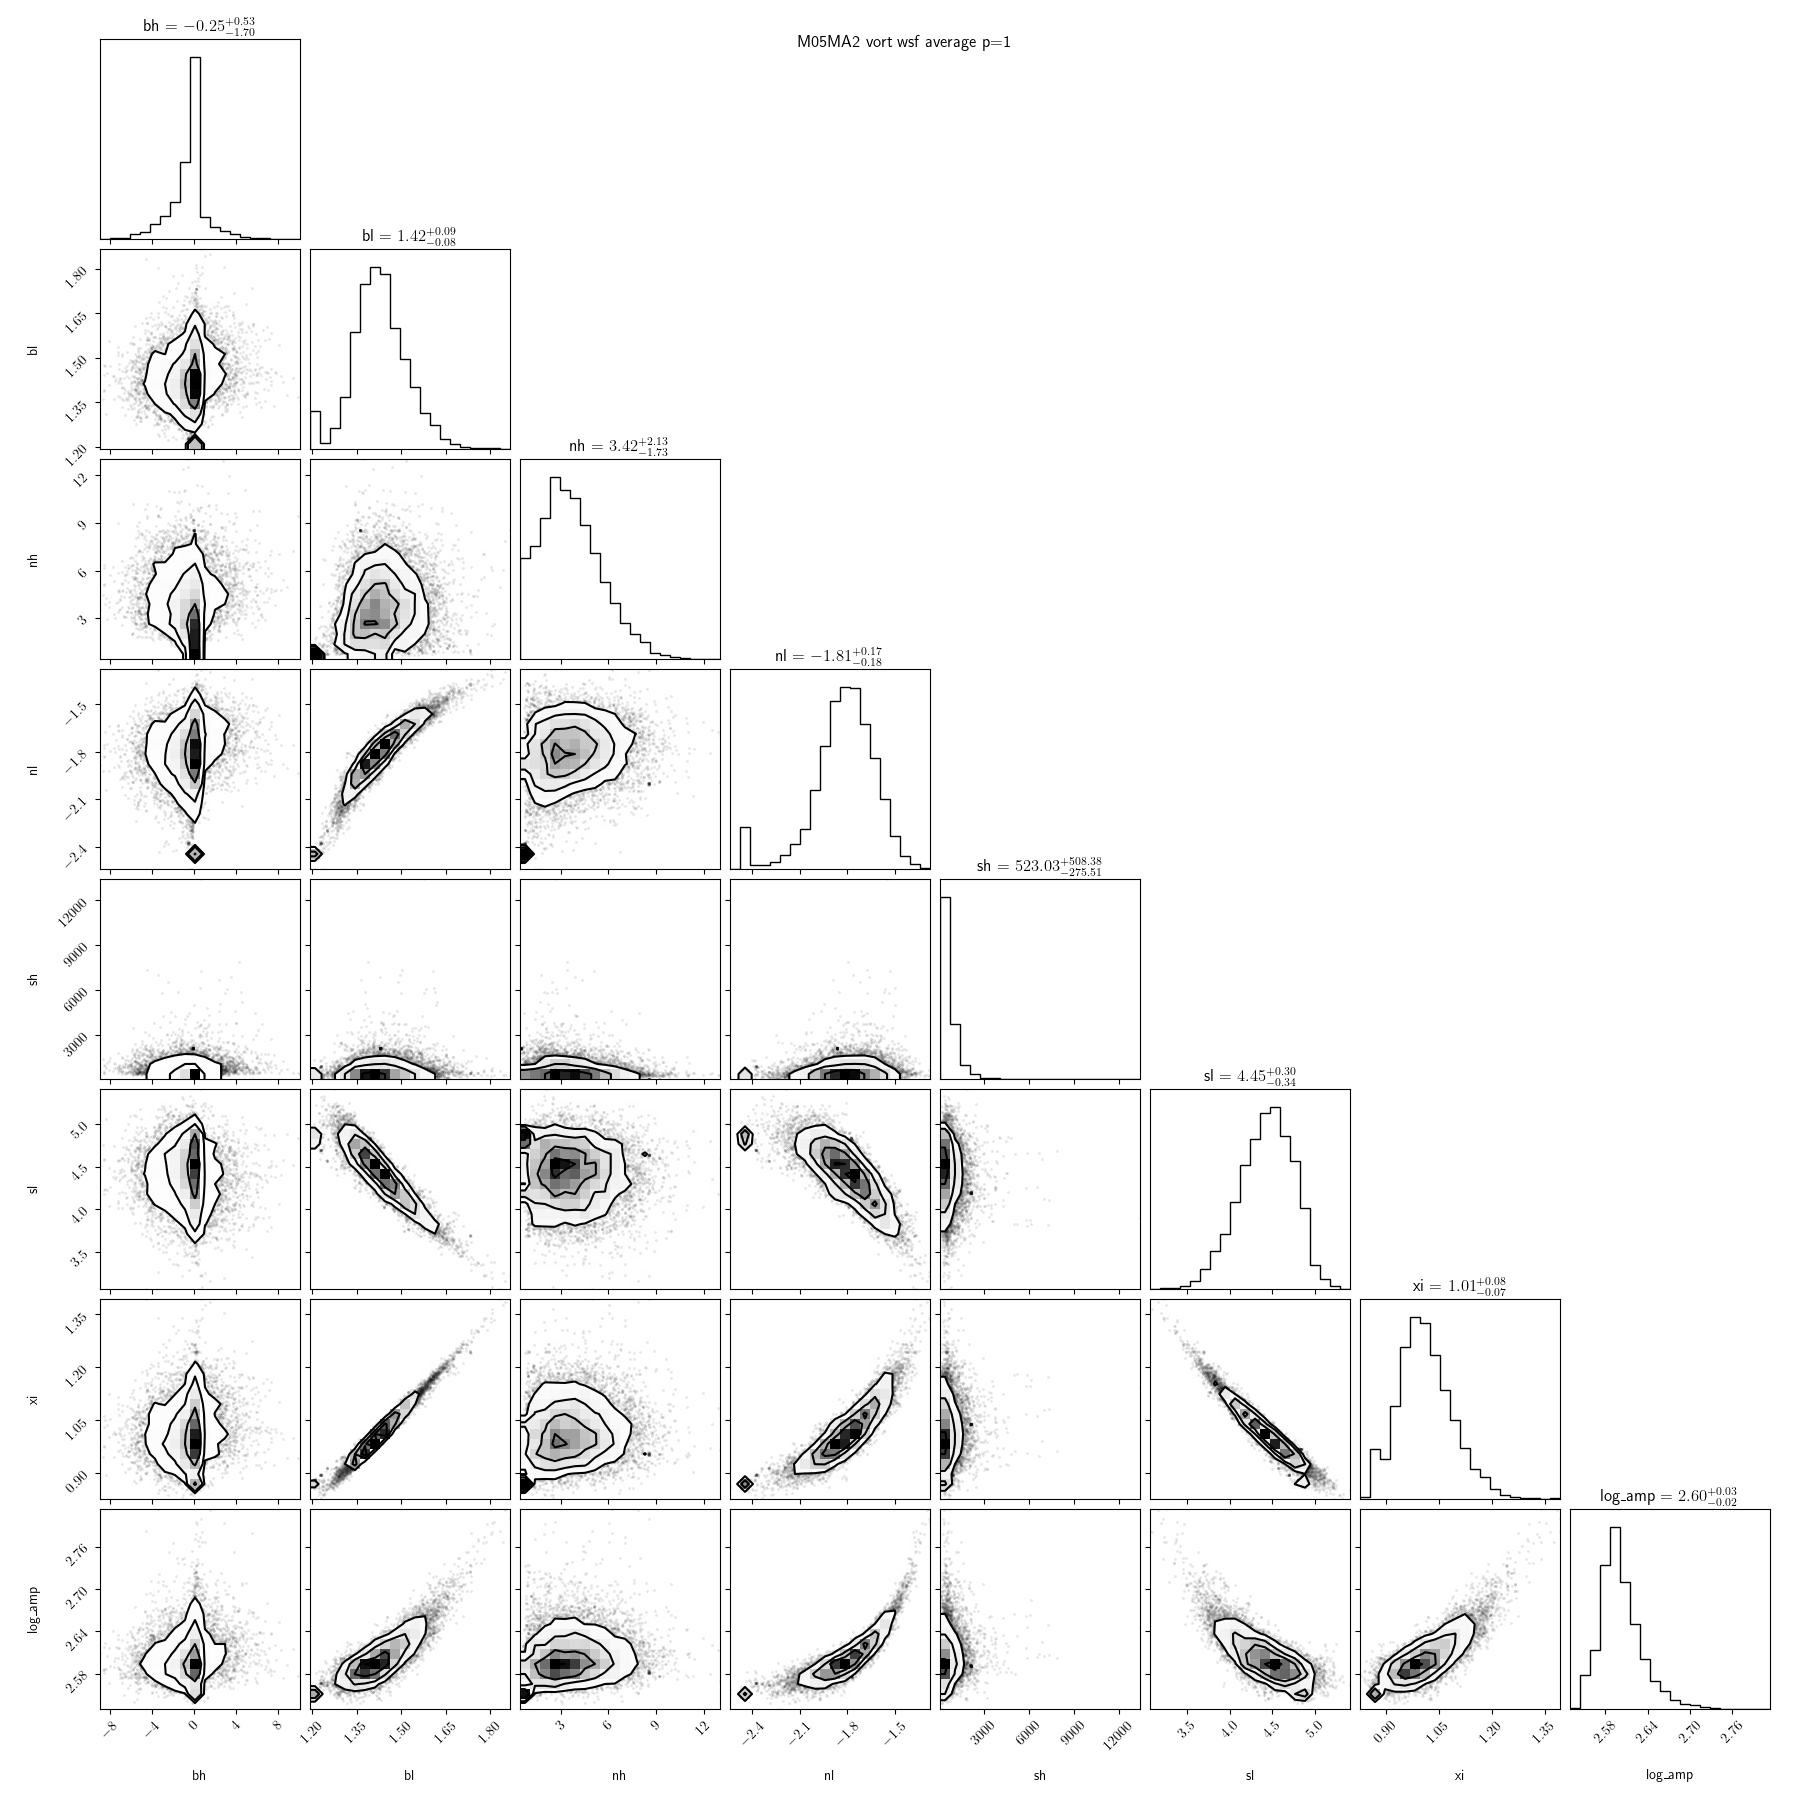 M05MA2 vort wsf average p=1
bh = −0.25 +0.53 −1.70
bl = 1.42 +0.09 −0.08
1.80
1.65
1.50
1.35
1.20
bl
nh = 3.42 +2.13 −1.73
12
9
6
3
nh
nl = −1.81 +0.17 −0.18
−1.5
−1.8
−2.1
−2.4
nl
sh = 523.03 +508.38 −275.51
12000
9000
6000
3000
sh
sl = 4.45 +0.30 −0.34
5.0
4.5
4.0
3.5
sl
xi = 1.01 +0.08 −0.07
1.35
1.20
1.05
0.90
xi
log_amp = 2.60 +0.03 −0.02
2.76
2.70
2.64
2.58
log_amp
−8 −4 0 4 8
1.20 1.35 1.50 1.65 1.80
3 6 9 12
−2.4 −2.1 −1.8 −1.5
3000 6000 9000 12000
3.5 4.0 4.5 5.0
0.90 1.05 1.20 1.35
2.58 2.64 2.70 2.76
bh bl nh nl sh sl xi log_amp